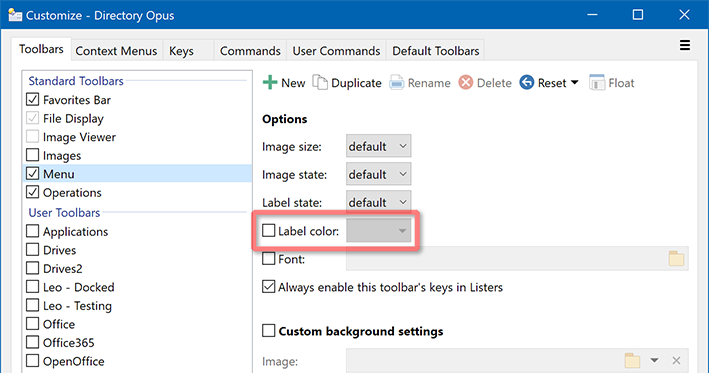 Customize - Directory Opus
Toolbars Context Menus Keys Commands User Commands Default Toolbars
Standard Toolbars
Favorites Bar
File Display
Image Viewer
Images
Menu
Operations
User Toolbars
Applications
Drives
Drives2
Leo - Docked
Leo - Testing
Office
Office365
OpenOffice
New Duplicate Rename Delete Reset Float
Options
Image size: default
Image state: default
Label state: default
Label color:
Font:
Always enable this toolbar's keys in Listers
Custom background settings
Image: